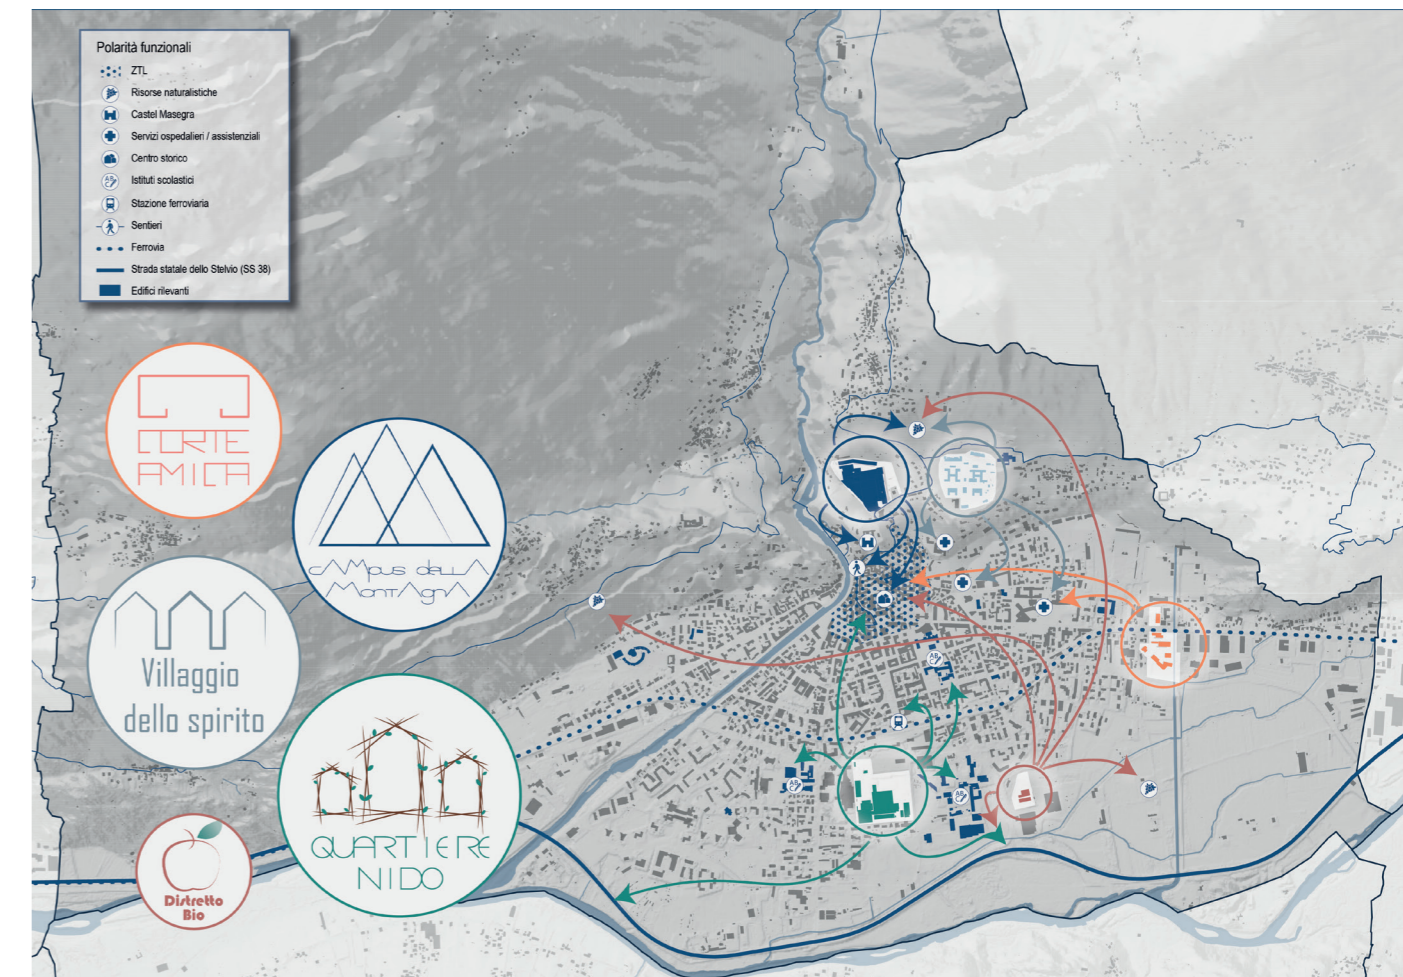 Polarità funzionali
ZTL
Risorse naturalistiche
Castel Masegra
Servizi ospedalieri / assistenziali
Centro storico
Istituti scolastici
Stazione ferroviaria
Sentieri
Ferrovia
Strada statale dello Stelvio (SS 38)
Edifici rilevanti
CORTE
AMICA
CAMPUS DELLA
MONTAGNA
Villaggio
dello spirito
QUARTIERE
NIDO
Distretto
Bio